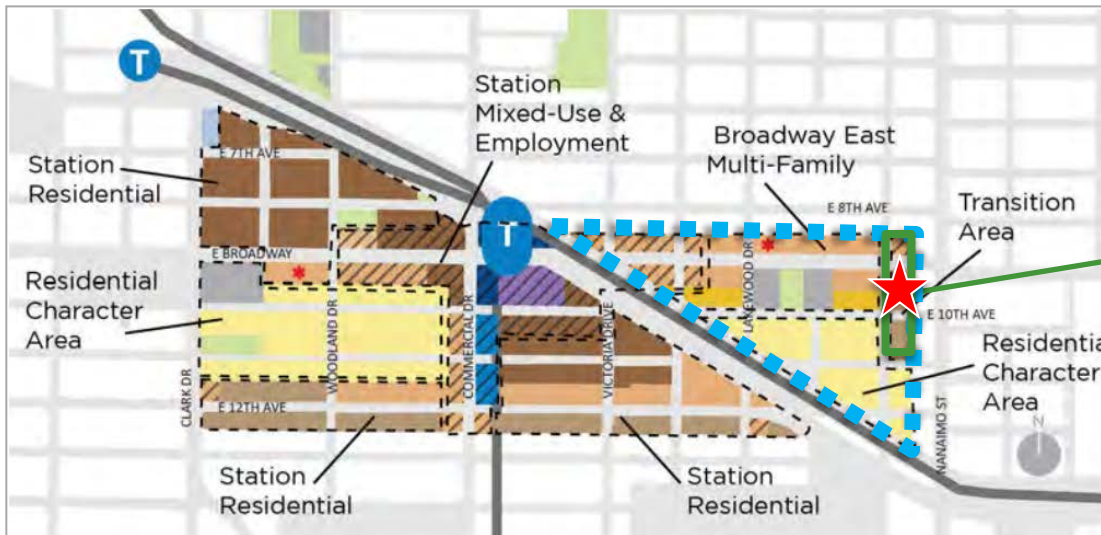 T
Station
Mixed-Use &
Employment
Broadway East
Multi-Family
E 7TH AVE
Station
Residential
E 8TH AVE
Transition
Area
T
E BROADWAY
LAKEWOOD DR
Residential
Character
Area
WOODLAND DR
COMMERCIAL DR
VICTORIA DRIVE
E 10TH AVE
Residential
Character
Area
CLARK DR
E 12TH AVE
NANAIMO ST
N
Station
Residential
Station
Residential